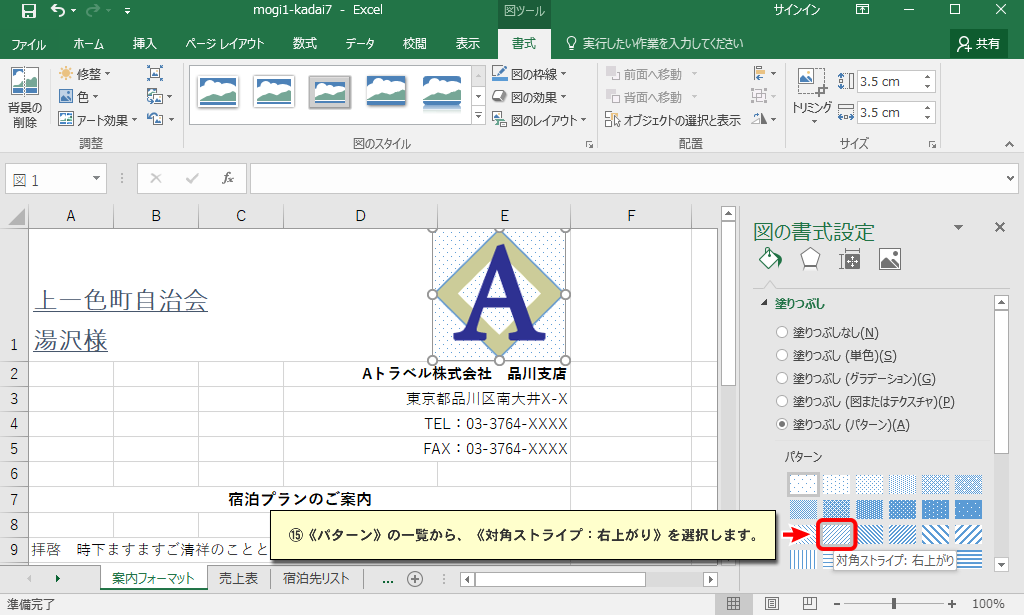 mogi1-kadai7 - Excel
図ツール
サインイン
ファイル ホーム 挿入 ページ レイアウト 数式 データ 校閲 表示 書式 実行したい作業を入力してください 共有
背景の
削除
修整
色
アート効果
調整
図の枠線
図の効果
図のレイアウト
図のスタイル
前面へ移動
背面へ移動
オブジェクトの選択と表示
配置
トリミング
3.5 cm
3.5 cm
サイズ
図 1
fx
A B C D E F
1
上一色町自治会
湯沢様
A
2 Aトラベル株式会社 品川支店
3 東京都品川区南大井X-X
4 TEL：03-3764-XXXX
5 FAX：03-3764-XXXX
6
7 宿泊プランのご案内
8
9 拝啓 時下ますますご清祥のことと
⑮《パターン》の一覧から、《対角ストライプ：右上がり》を選択します。
図の書式設定
塗りつぶし
塗りつぶしなし(N)
塗りつぶし (単色)(S)
塗りつぶし (グラデーション)(G)
塗りつぶし (図またはテクスチャ)(P)
塗りつぶし (パターン)(A)
パターン
対角ストライプ: 右上がり
案内フォーマット 売上表 宿泊先リスト ...
準備完了
100%